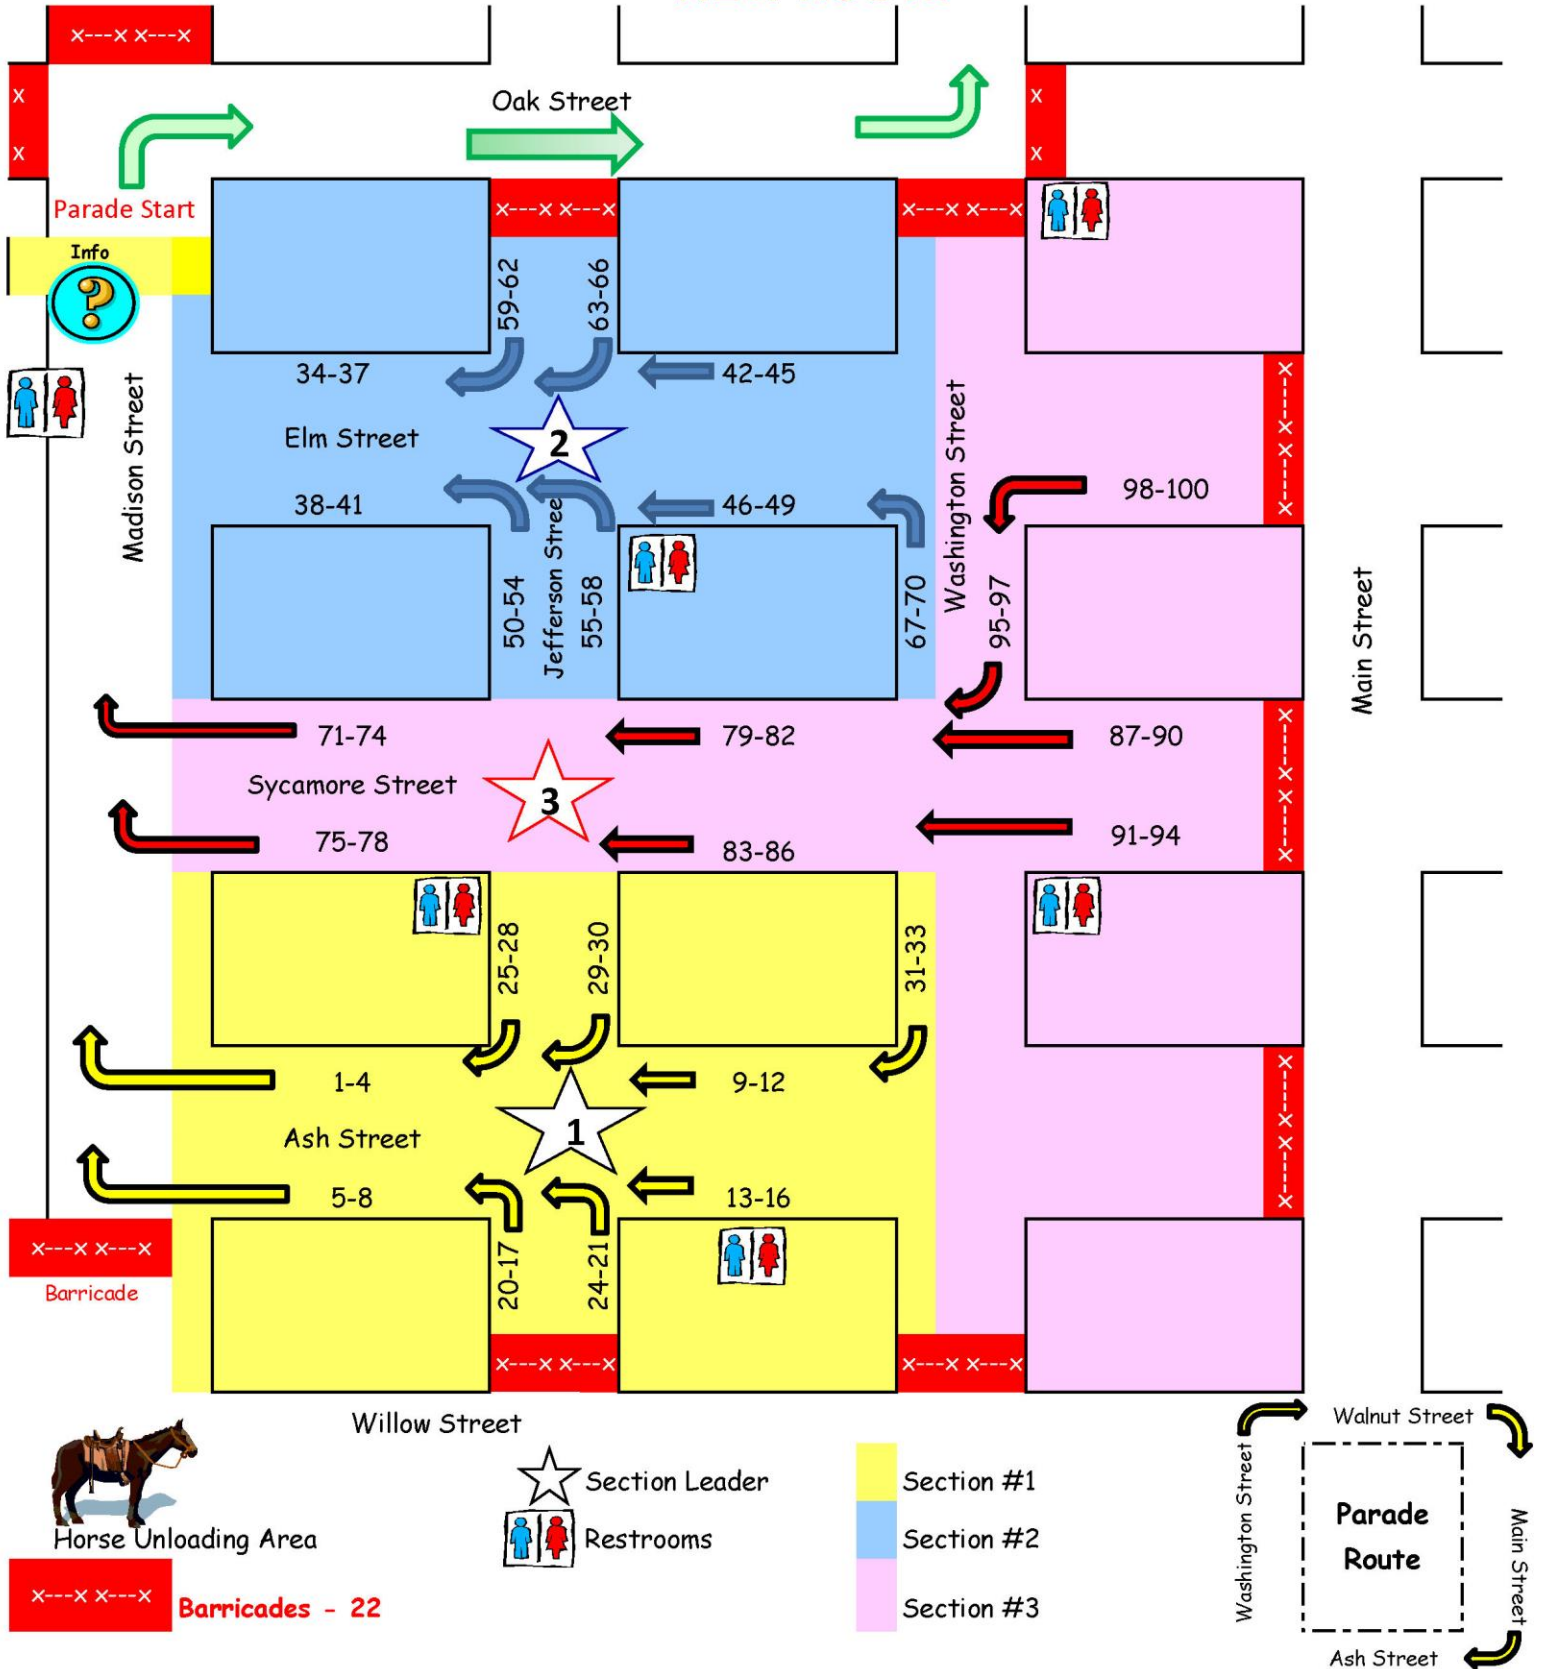 x---x x---x
x
x
Oak Street
x
x
Parade Start
x---x x---x
x---x x---x
Info
?
59-62
63-66
34-37
42-45
x-----x x-----x
Madison Street
Elm Street
2
Washington Street
98-100
38-41
46-49
Jefferson Stree
50-54
55-58
67-70
95-97
Main Street
71-74
79-82
87-90
x-----x x-----x
Sycamore Street
3
75-78
83-86
91-94
25-28
29-30
31-33
1-4
9-12
x-----x x-----x
Ash Street
1
5-8
13-16
x---x x---x
Barricade
20-17
24-21
x---x x---x
x---x x---x
Willow Street
Walnut Street
Section Leader
Section #1
Horse Unloading Area
Restrooms
Section #2
Washington Street
Parade
Route
Main Street
x---x x---x
Barricades - 22
Section #3
Ash Street